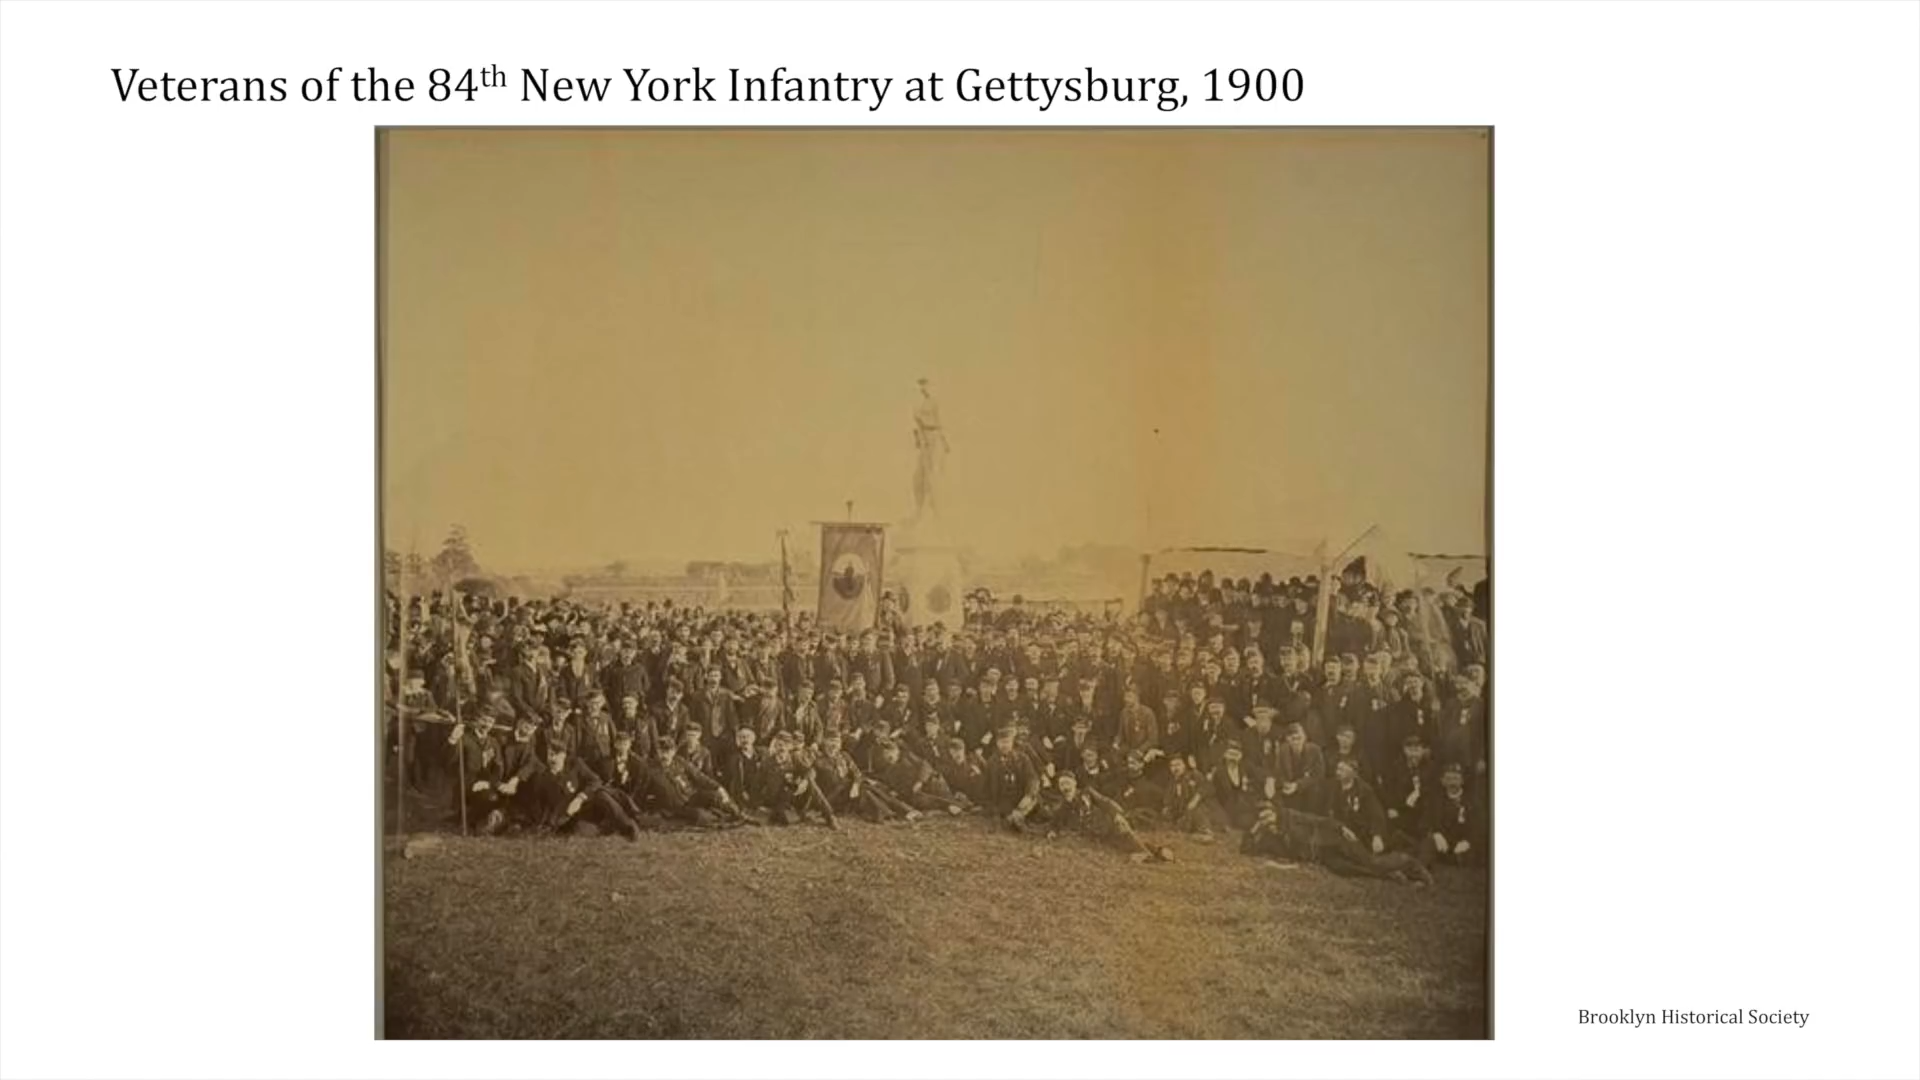 Veterans of the 84th New York Infantry at Gettysburg, 1900
Brooklyn Historical Society